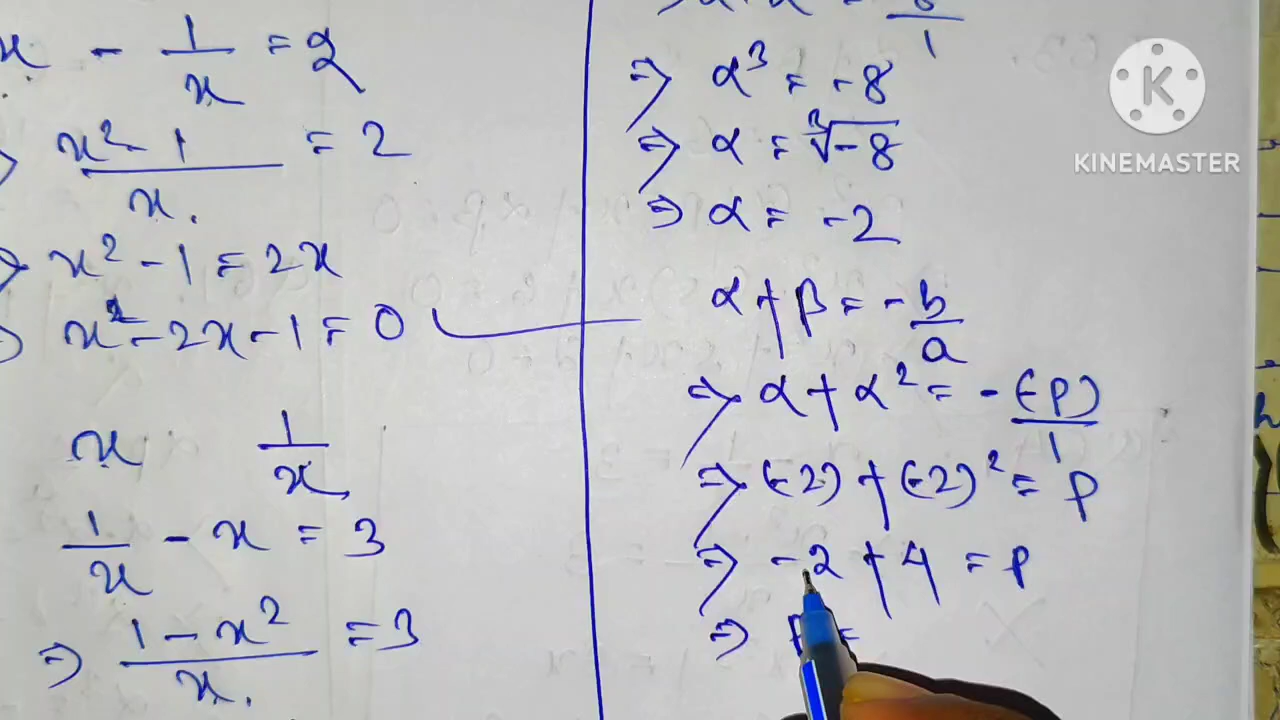 x - 1/x = 2
x² - 1/x. = 2
⇒ x² - 1 = 2x
⇒ x² - 2x - 1 = 0
x 1/x
1/x - x = 3
⇒ 1 - x²/x. = 3
⇒ α³ = -8
⇒ α = ³√-8
⇒ α = -2
α + β = -b/a
⇒ α + α² = -(-P)/1
⇒ (-2) + (-2)² = P
⇒ -2 + 4 = P
⇒ P =
K
KINEMASTER